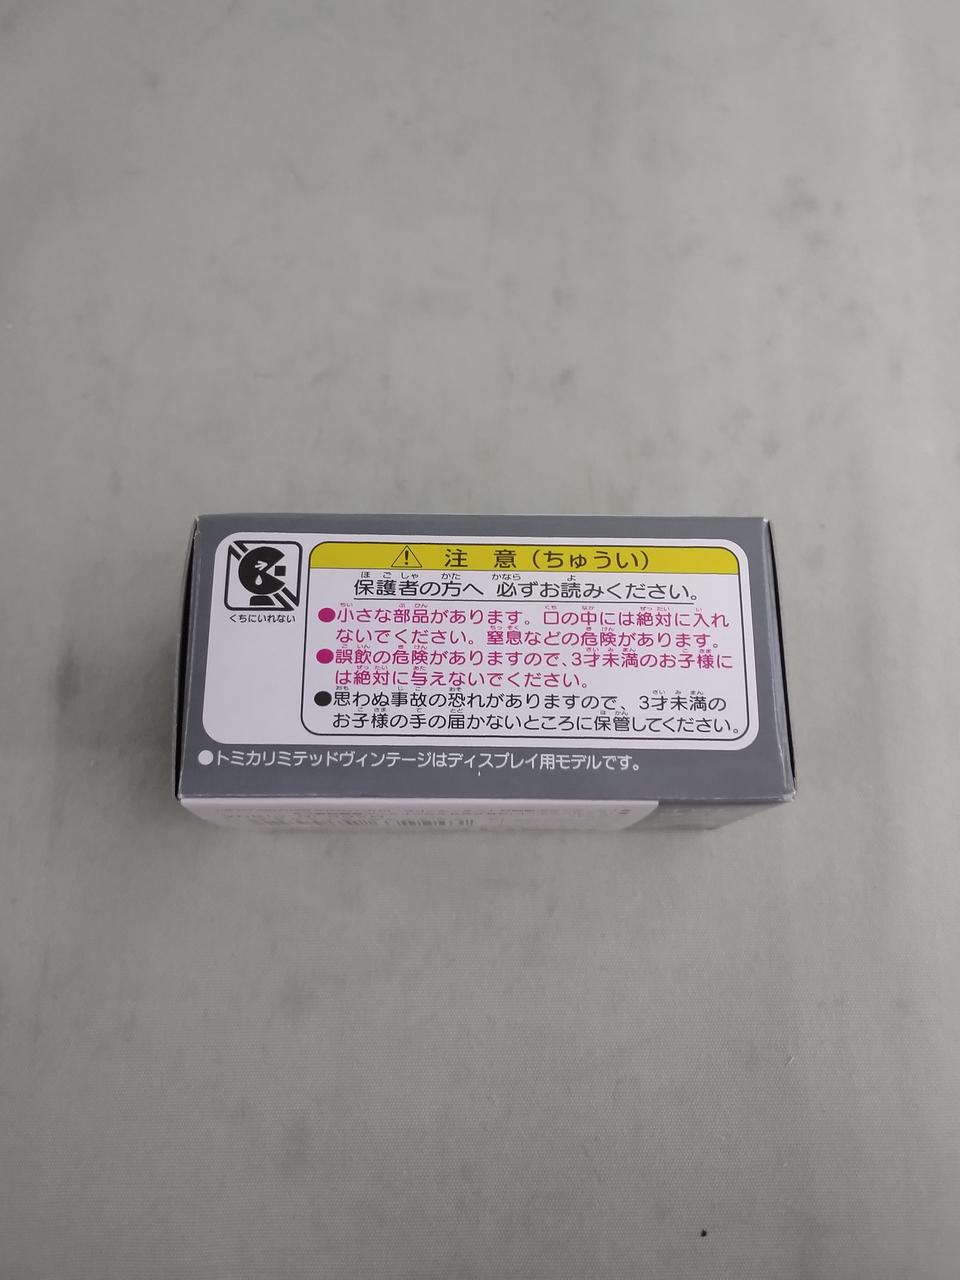 注 意（ちゅうい）
保護者の方へ 必ずお読みください。
●小さな部品があります。口の中には絶対に入れ
ないでください。窒息などの危険があります。
●誤飲の危険がありますので、3才未満のお子様に
は絶対に与えないでください。
●思わぬ事故の恐れがありますので、3才未満の
お子様の手の届かないところに保管してください。
くちにいれない
●トミカリミテッドヴィンテージはディスプレイ用モデルです。